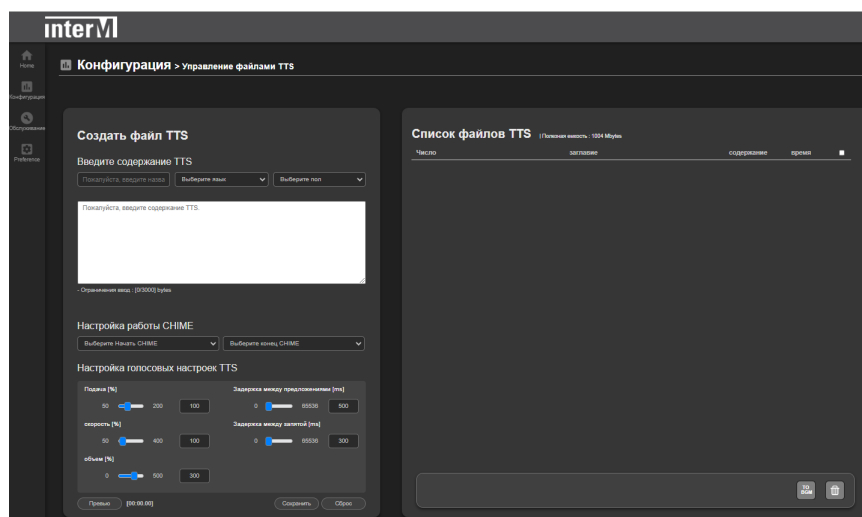 interM
Home
Конфигурация > Управление файлами TTS
Конфигурация
Обслуживание
Preference
Создать файл TTS
Введите содержание TTS
Пожалуйста, введите назва
Выберите язык
Выберите пол
Пожалуйста, введите содержание TTS.
- Ограничения ввод : [0/3000] bytes
Настройка работы CHIME
Выберите Начать CHIME
Выберите конец CHIME
Настройка голосовых настроек TTS
Подача [%]
Задержка между предложениями [ms]
50 200 100
0 65536 500
скорость [%]
Задержка между запятой [ms]
50 400 100
0 65536 300
объем [%]
0 500 300
Превью [00:00.00] Сохранить Сброс
Список файлов TTS | Полезная емкость : 1024 Mbytes
Число заглавие содержание время
TO
BGM